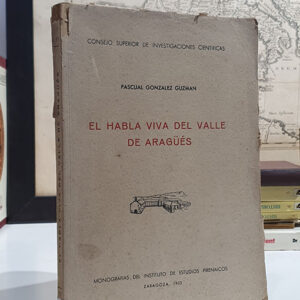 CONSEJO SUPERIOR DE INVESTIGACIONES CIENTIFICAS
PASCUAL GONZALEZ GUZMAN
EL HABLA VIVA DEL VALLE
DE ARAGÜÉS
MONOGRAFIAS DEL INSTITUTO DE ESTUDIOS PIRENAICOS
ZARAGOZA, 1953